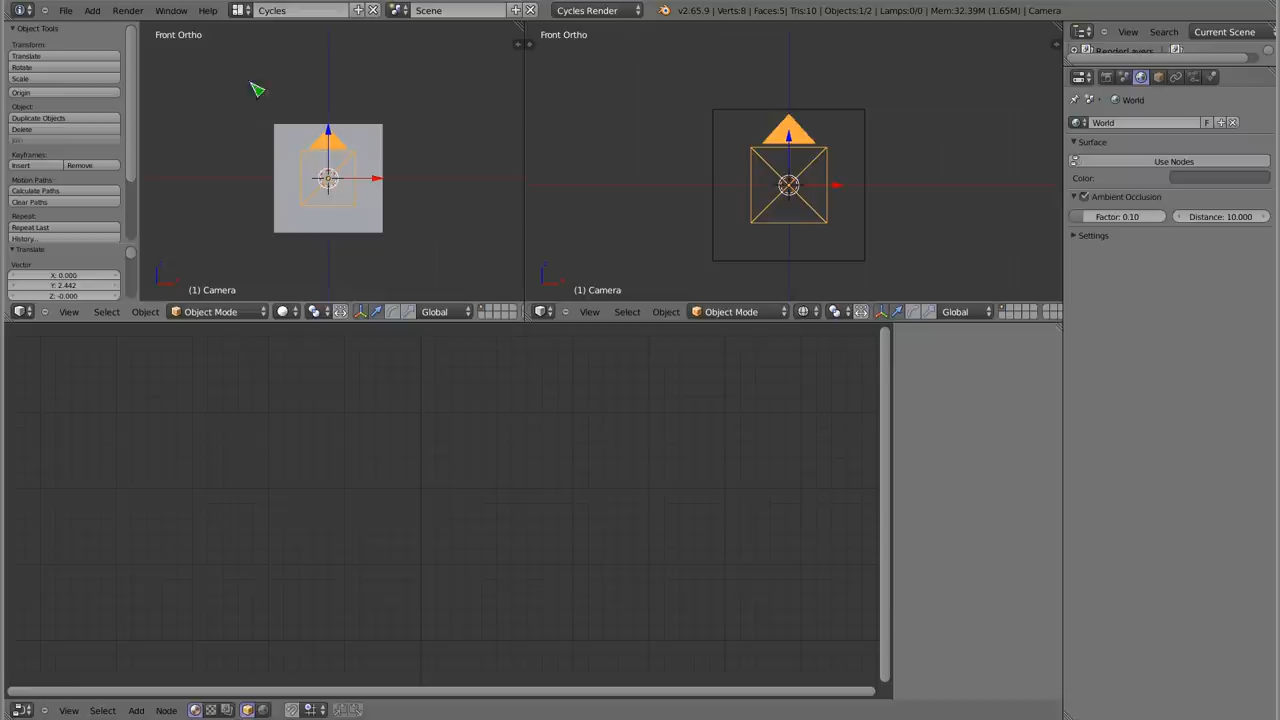 File Add Render Window Help Cycles Scene Cycles Render v2.65.9 | Verts:8 | Faces:5| Tris:10 | Objects:1/2 | Lamps:0/0 | Mem:32.39M (1.65M) | Camera
Object Tools
Transform:
Translate
Rotate
Scale
Origin
Object:
Duplicate Objects
Delete
Join
Keyframes:
Insert Remove
Motion Paths:
Calculate Paths
Clear Paths
Repeat:
Repeat Last
History...
Translate
Vector
X: 0.000
Y: 2.442
Z: -0.000
Front Ortho
(1) Camera
View Select Object Object Mode Global
Front Ortho
(1) Camera
View Select Object Object Mode Global
View Search Current Scene
RenderLayers
World
World F
Surface
Use Nodes
Color:
Ambient Occlusion
Factor: 0.10 Distance: 10.000
Settings
View Select Add Node